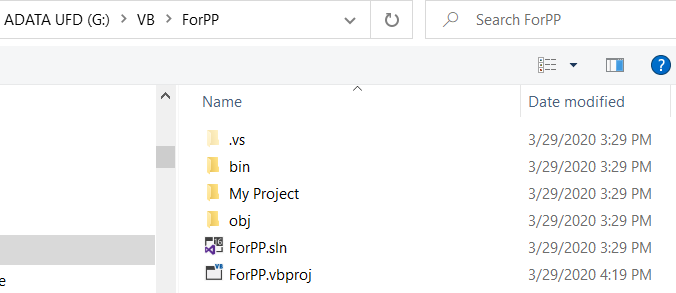 ADATA UFD (G:) > VB > ForPP
Search ForPP
?
Name Date modified
.vs 3/29/2020 3:29 PM
bin 3/29/2020 3:29 PM
My Project 3/29/2020 3:29 PM
obj 3/29/2020 3:29 PM
ForPP.sln 3/29/2020 3:29 PM
VB
ForPP.vbproj 3/29/2020 4:19 PM
e